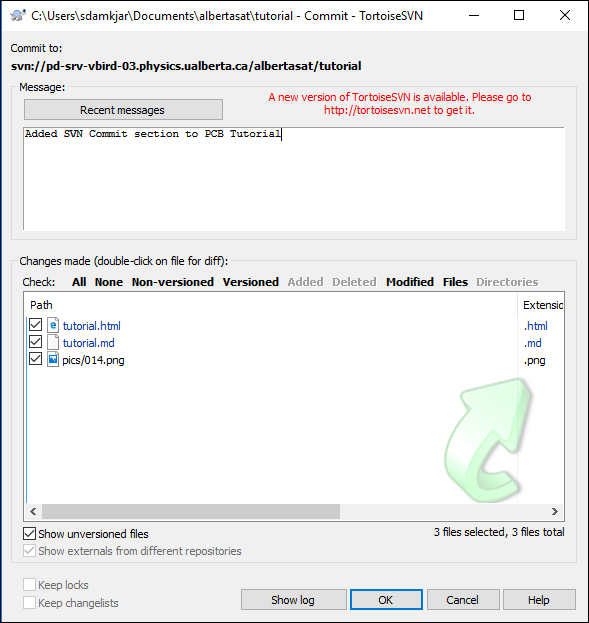 C:\Users\sdamkjar\Documents\albertasat\tutorial - Commit - TortoiseSVN
Commit to:
svn://pd-srv-vbird-03.physics.ualberta.ca/albertasat/tutorial
Message:
Recent messages
A new version of TortoiseSVN is available. Please go to
http://tortoisesvn.net to get it.
Added SVN Commit section to PCB Tutorial
Changes made (double-click on file for diff):
Check: All None Non-versioned Versioned Added Deleted Modified Files Directories
Path Extensio
tutorial.html .html
tutorial.md .md
pics/014.png .png
Show unversioned files 3 files selected, 3 files total
Show externals from different repositories
Keep locks
Keep changelists
Show log OK Cancel Help